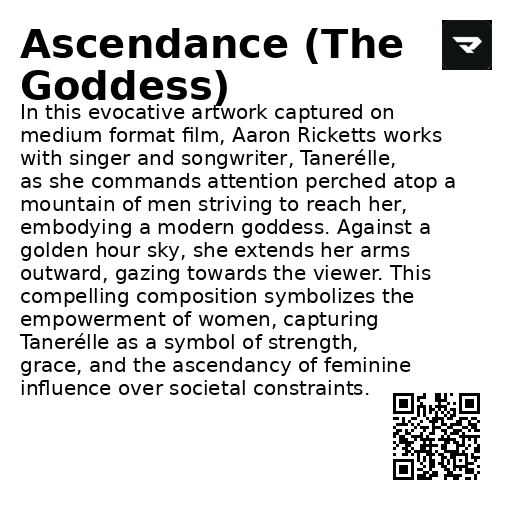 Ascendance (The
Goddess)
In this evocative artwork captured on
medium format film, Aaron Ricketts works
with singer and songwriter, Tanerélle,
as she commands attention perched atop a
mountain of men striving to reach her,
embodying a modern goddess. Against a
golden hour sky, she extends her arms
outward, gazing towards the viewer. This
compelling composition symbolizes the
empowerment of women, capturing
Tanerélle as a symbol of strength,
grace, and the ascendancy of feminine
influence over societal constraints.